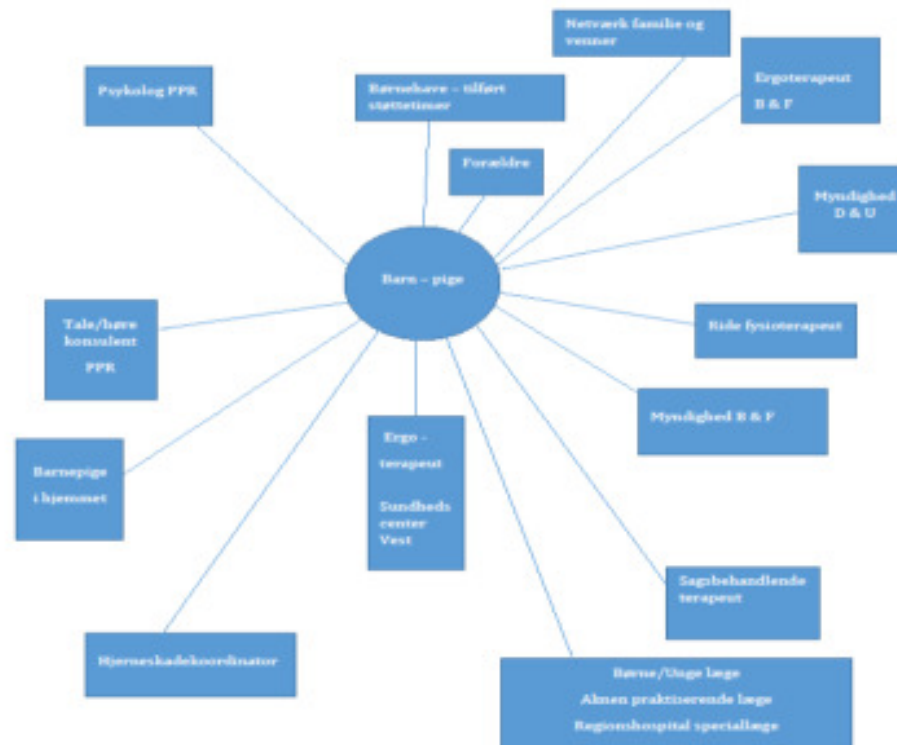 Netværk familie og
venner
Psykolog PPR
Børnehave – tilført
støttetimer
Ergoterapeut
B & F
Forældre
Myndighed
D & U
Barn – pige
Tale/høre
konsulent
PPR
Ride fysioterapeut
Myndighed B & F
Barnepige
i hjemmet
Ergo –
terapeut
Sundheds
center
Vest
Sagsbehandlende
terapeut
Hjerneskadekoordinator
Børne/Unge læge
Almen praktiserende læge
Regionshospital speciallæge